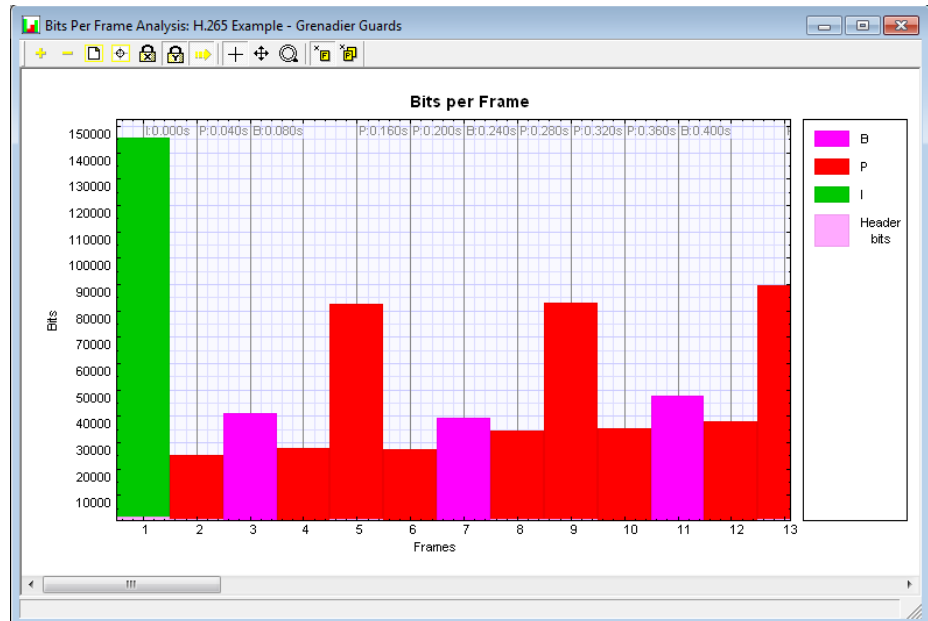 Bits Per Frame Analysis: H.265 Example - Grenadier Guards
Bits per Frame
I:0.000s P:0.040s B:0.080s P:0.160s P:0.200s B:0.240s P:0.280s P:0.320s P:0.360s B:0.400s
150000
140000
130000
120000
110000
100000
90000
80000
70000
60000
50000
40000
30000
20000
10000
Bits
1 2 3 4 5 6 7 8 9 10 11 12 13
Frames
B
P
I
Header
bits